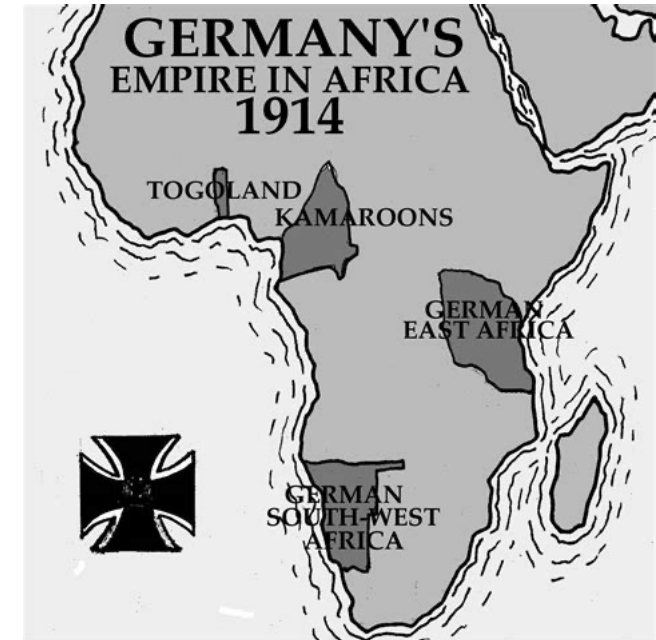 GERMANY'S
EMPIRE IN AFRICA
1914
TOGOLAND
KAMAROONS
GERMAN
EAST AFRICA
GERMAN
SOUTH-WEST
AFRICA